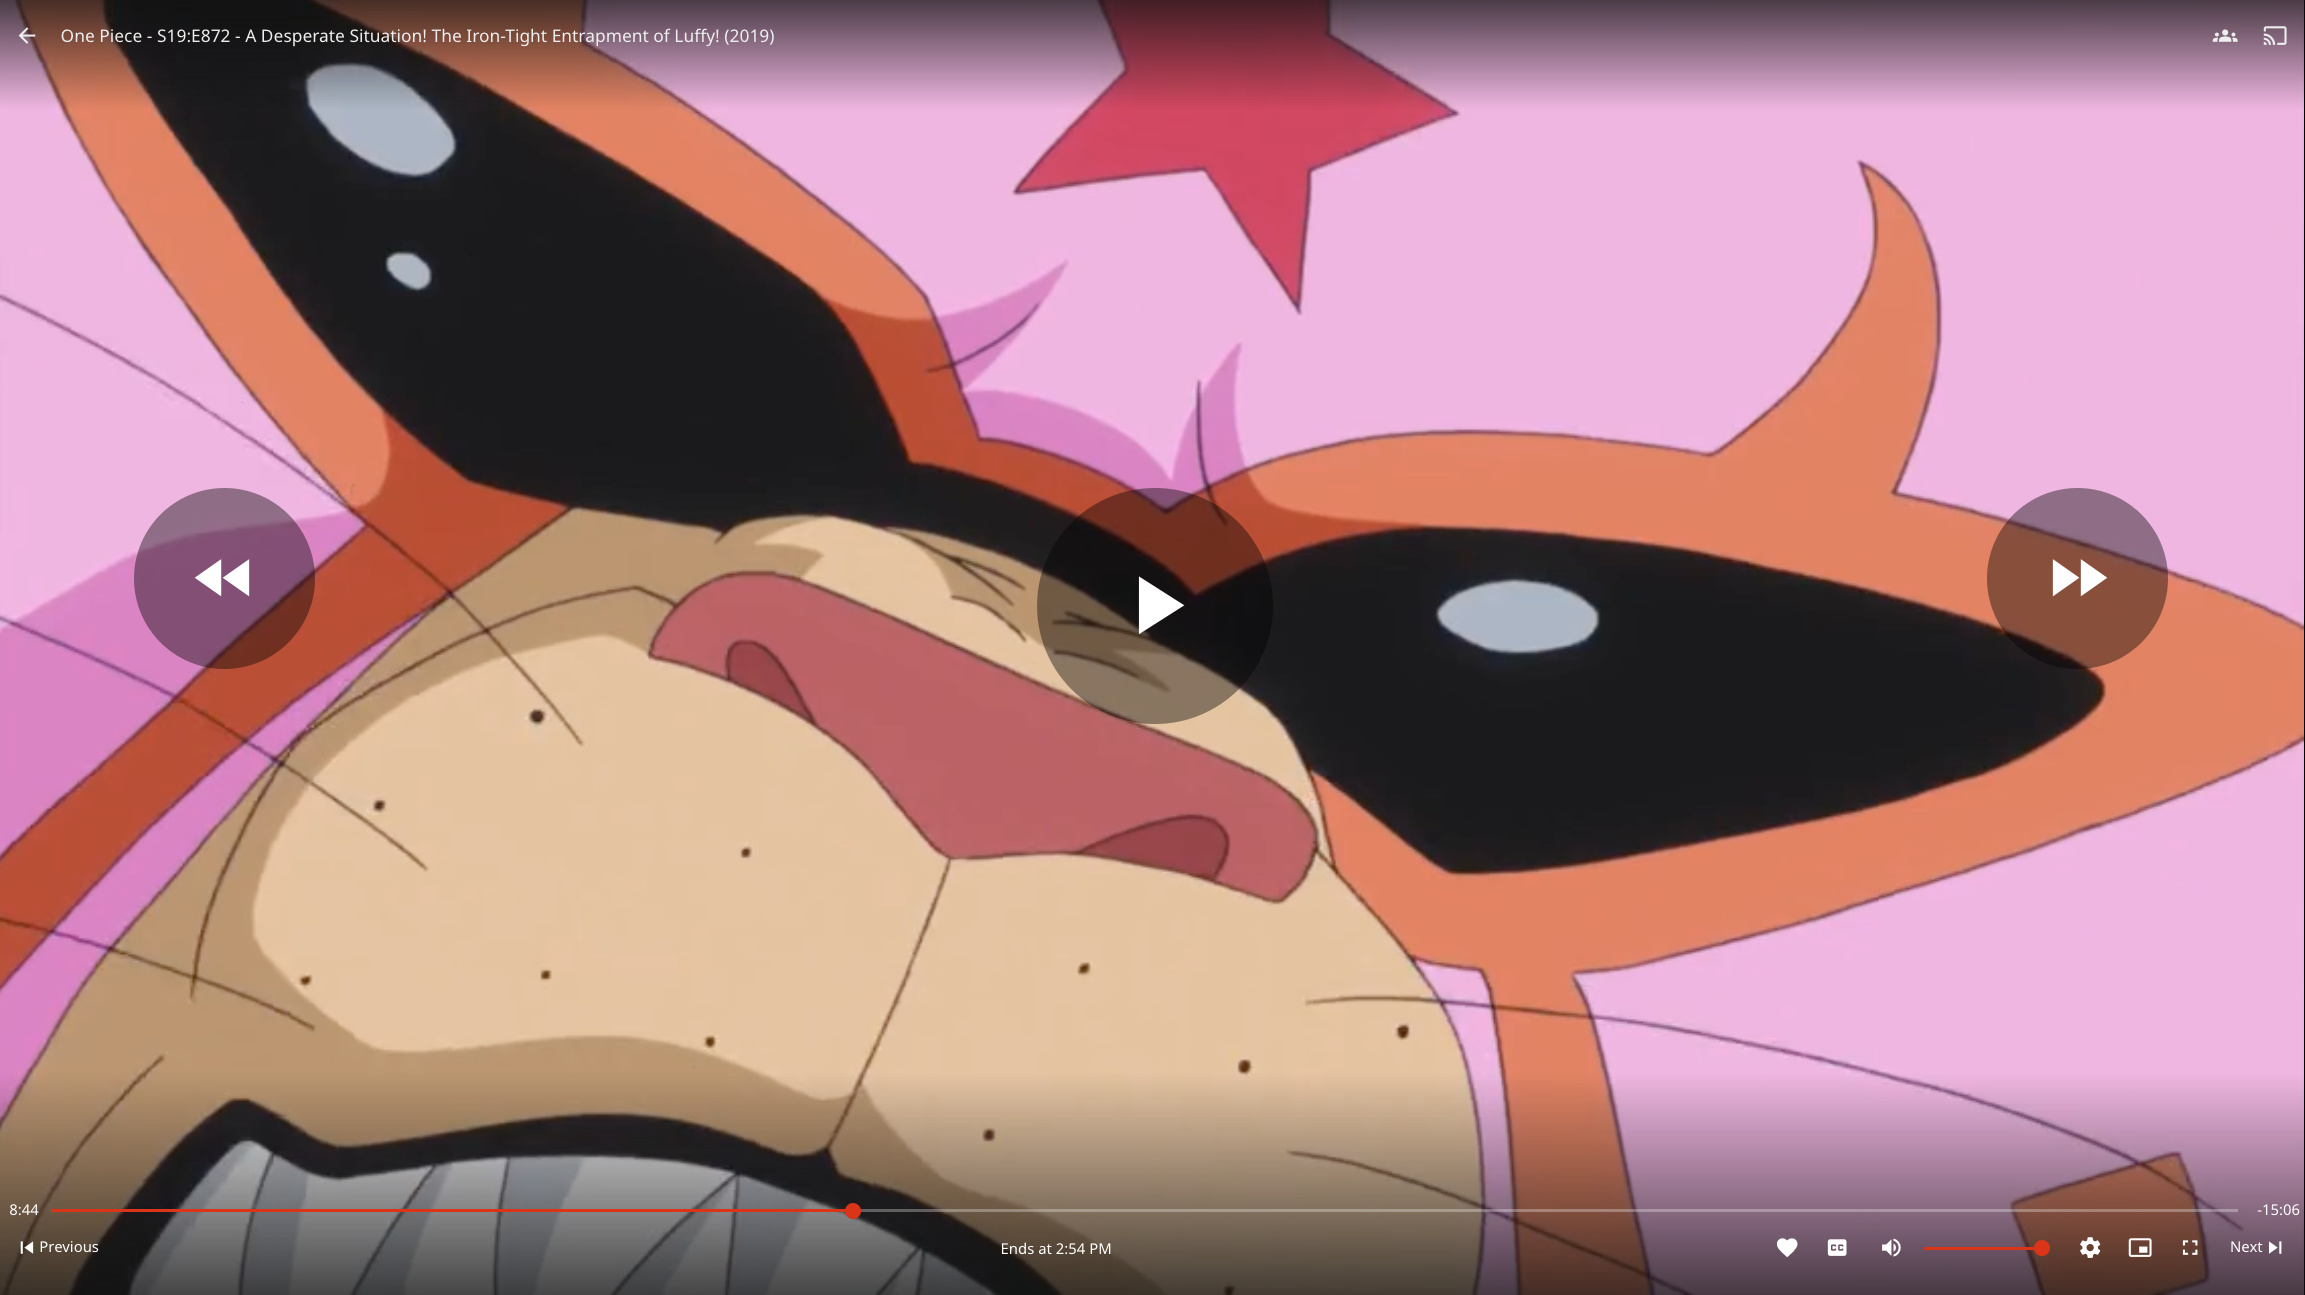 One Piece - S19:E872 - A Desperate Situation! The Iron-Tight Entrapment of Luffy! (2019)
8:44
-15:06
Previous
Ends at 2:54 PM
CC
Next